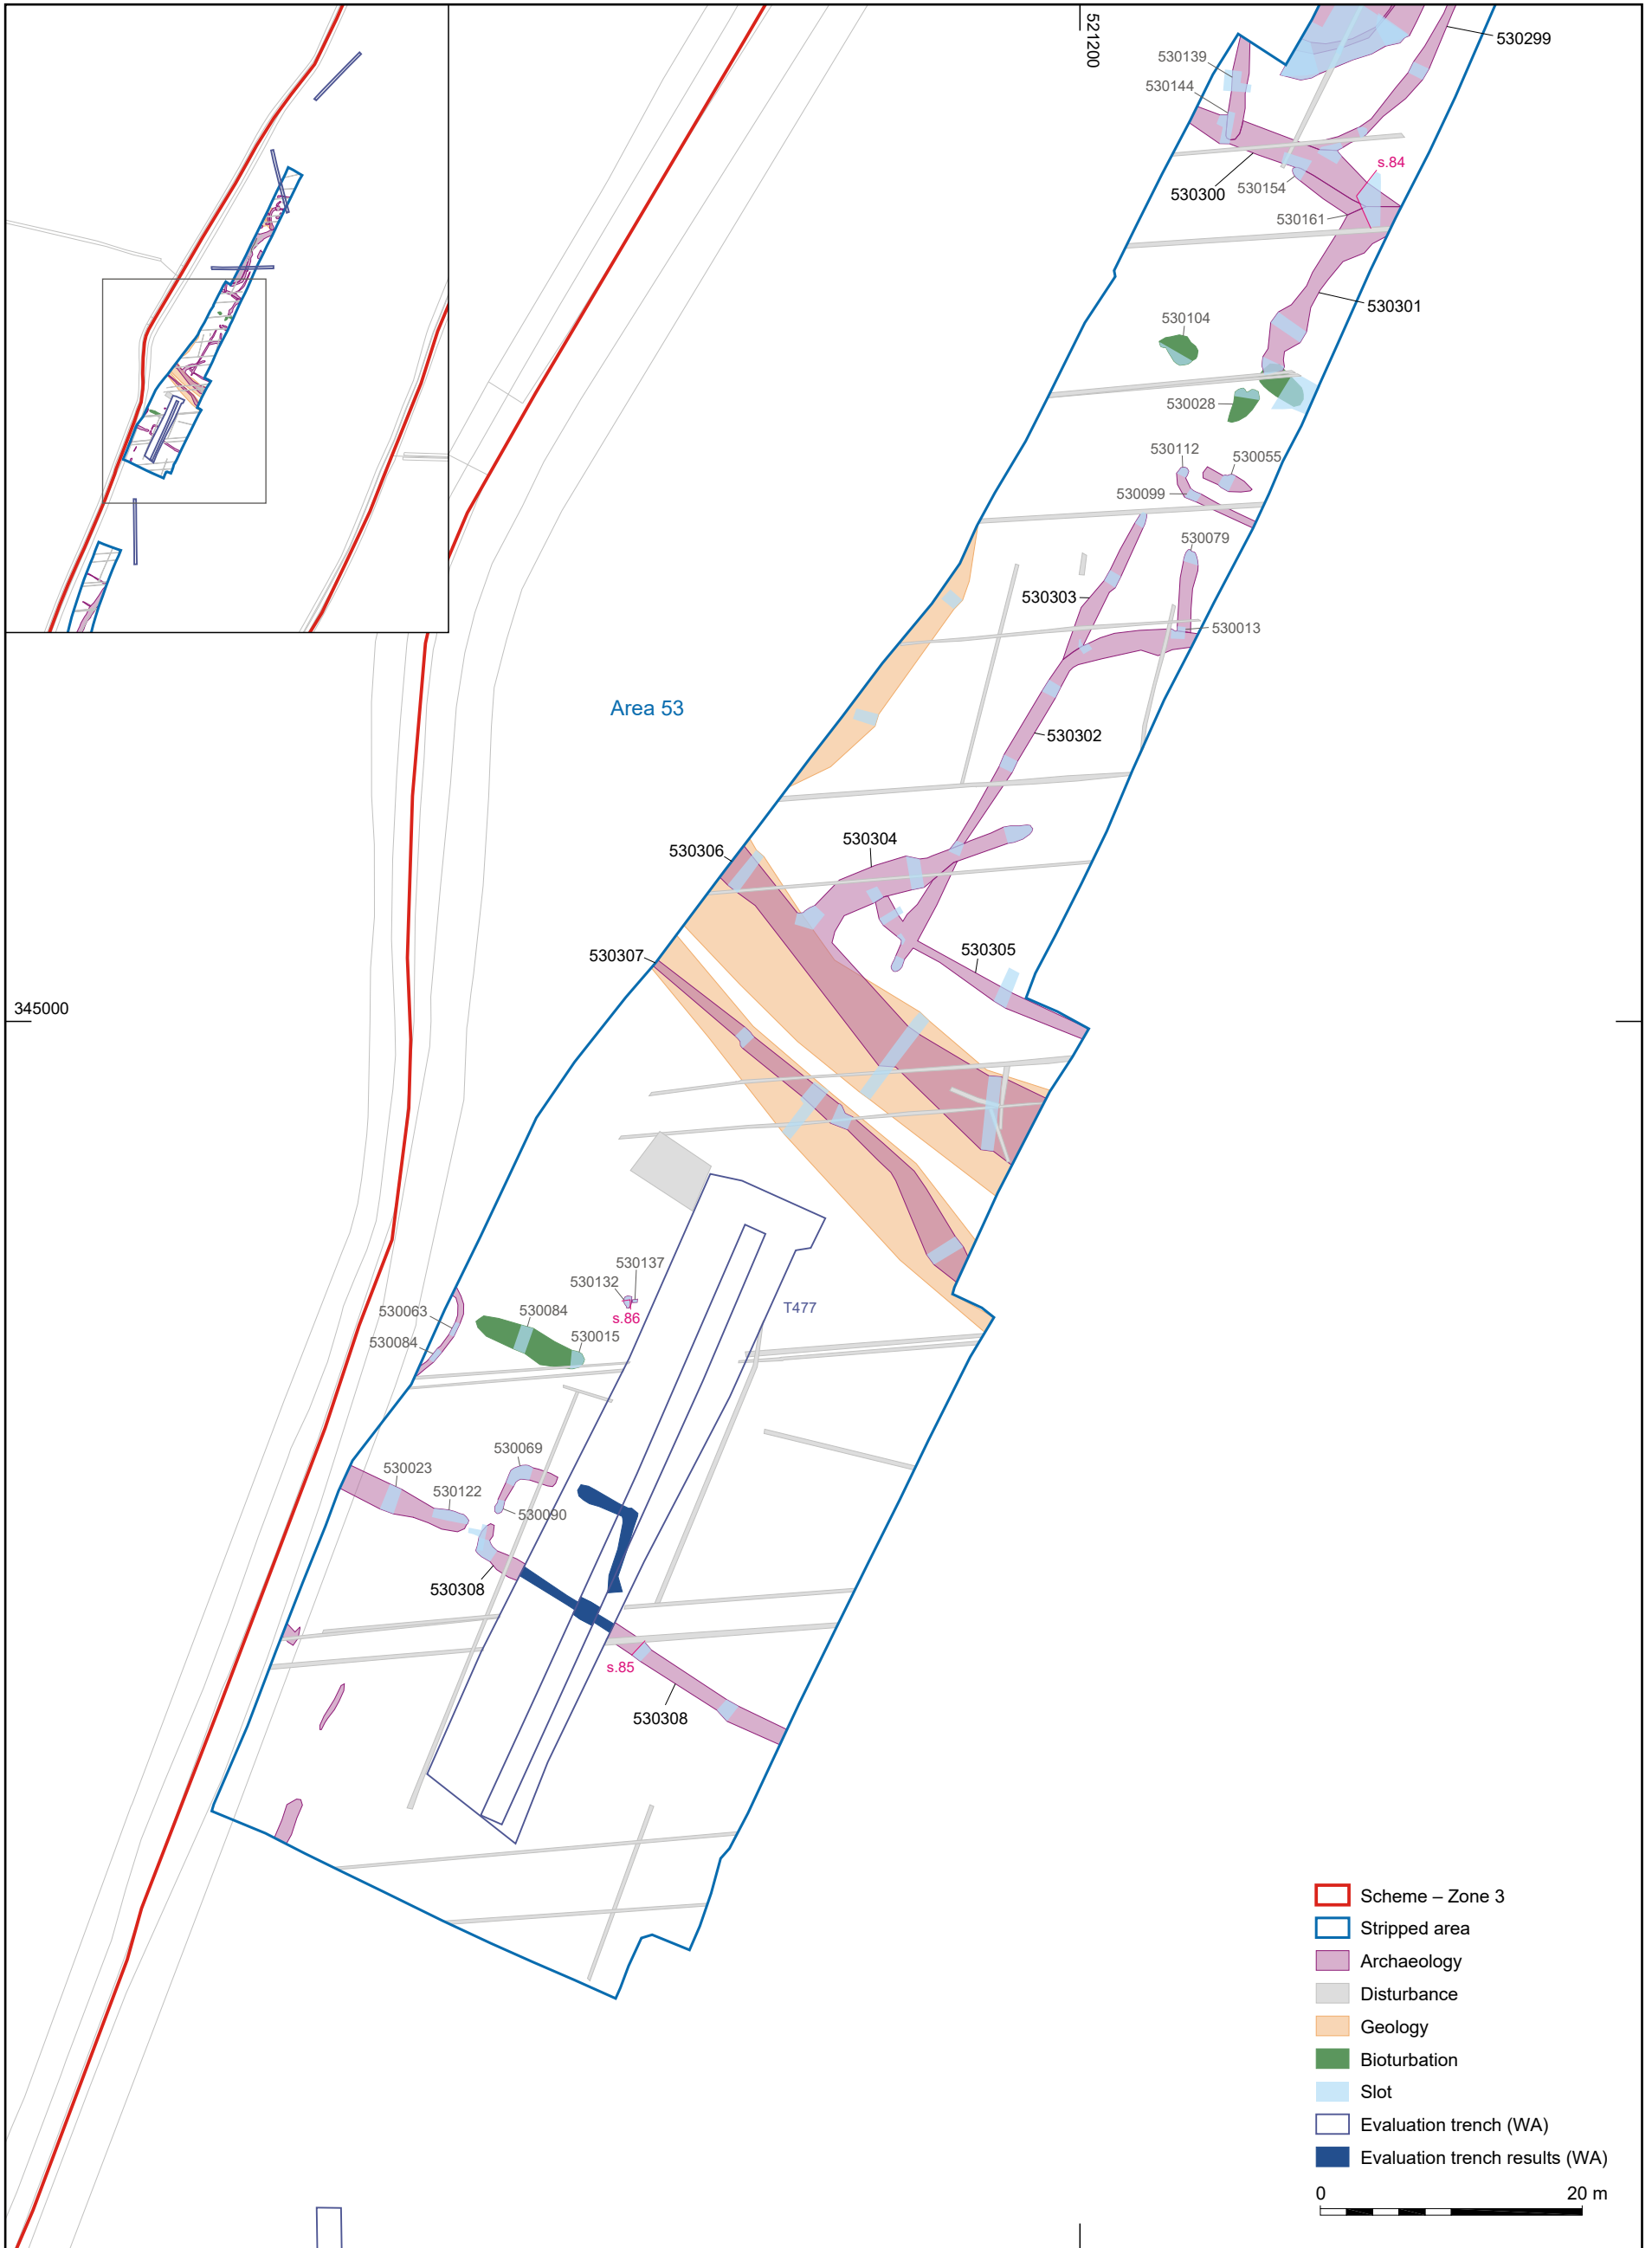 521200
530299
530139
530144
s.84
530300
530154
530161
530301
530104
530028
530112
530055
530099
530079
530303
530013
Area 53
530302
530304
530306
530305
530307
345000
530137
530132
s.86
T477
530063
530084
530015
530084
530069
530023
530122
530090
530308
s.85
530308
Scheme – Zone 3
Stripped area
Archaeology
Disturbance
Geology
Bioturbation
Slot
Evaluation trench (WA)
Evaluation trench results (WA)
0 20 m